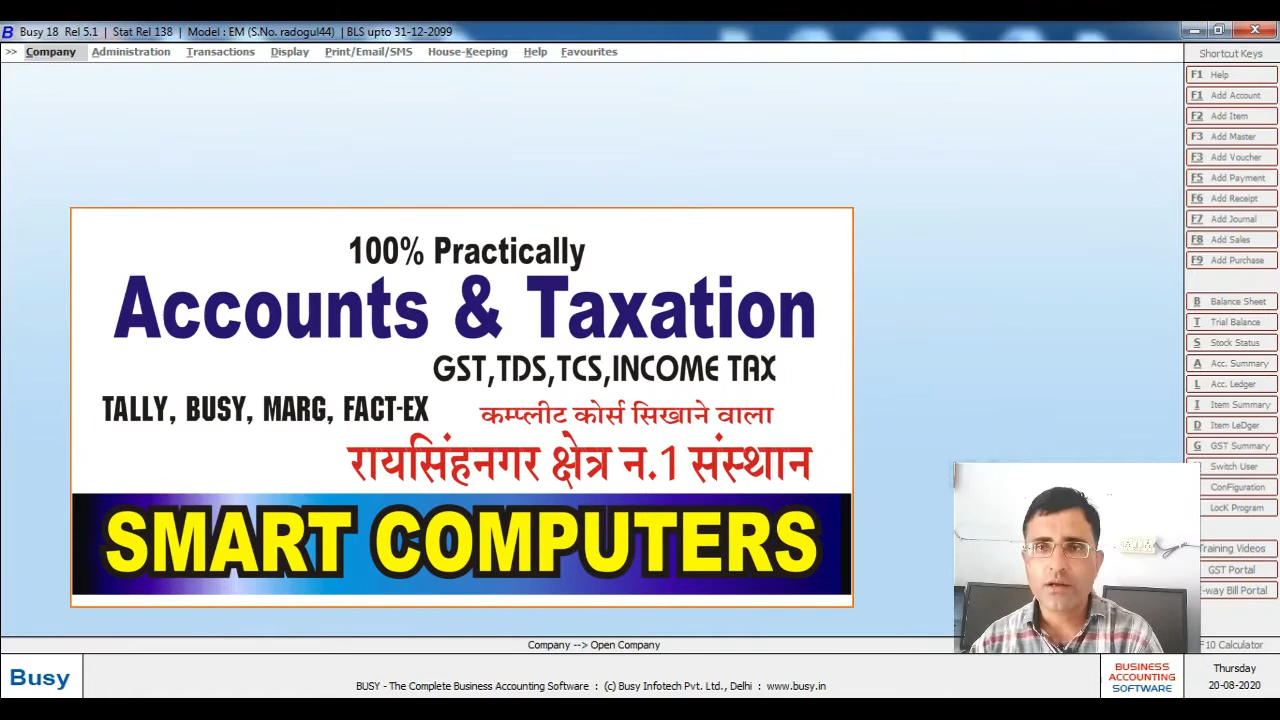 Busy 18 Rel 5.1 | Stat Rel 138 | Model : EM (S.No. radogul44) | BLS upto 31-12-2099
>> Company Administration Transactions Display Print/Email/SMS House-Keeping Help Favourites
Shortcut Keys
F1 Help
F1 Add Account
F2 Add Item
F3 Add Master
F3 Add Voucher
F5 Add Payment
F6 Add Receipt
F7 Add Journal
F8 Add Sales
F9 Add Purchase
B Balance Sheet
T Trial Balance
S Stock Status
A Acc. Summary
L Acc. Ledger
I Item Summary
D Item LeDger
G GST Summary
Switch User
ConFiguration
LocK Program
Training Videos
GST Portal
-way Bill Portal
F10 Calculator
100% Practically
Accounts & Taxation
GST,TDS,TCS,INCOME TAX
TALLY, BUSY, MARG, FACT-EX
कम्प्लीट कोर्स सिखाने वाला
रायसिंहनगर क्षेत्र न.1 संस्थान
SMART COMPUTERS
Company --> Open Company
Busy
BUSY - The Complete Business Accounting Software : (c) Busy Infotech Pvt. Ltd., Delhi : www.busy.in
BUSINESS
ACCOUNTING
SOFTWARE
Thursday
20-08-2020